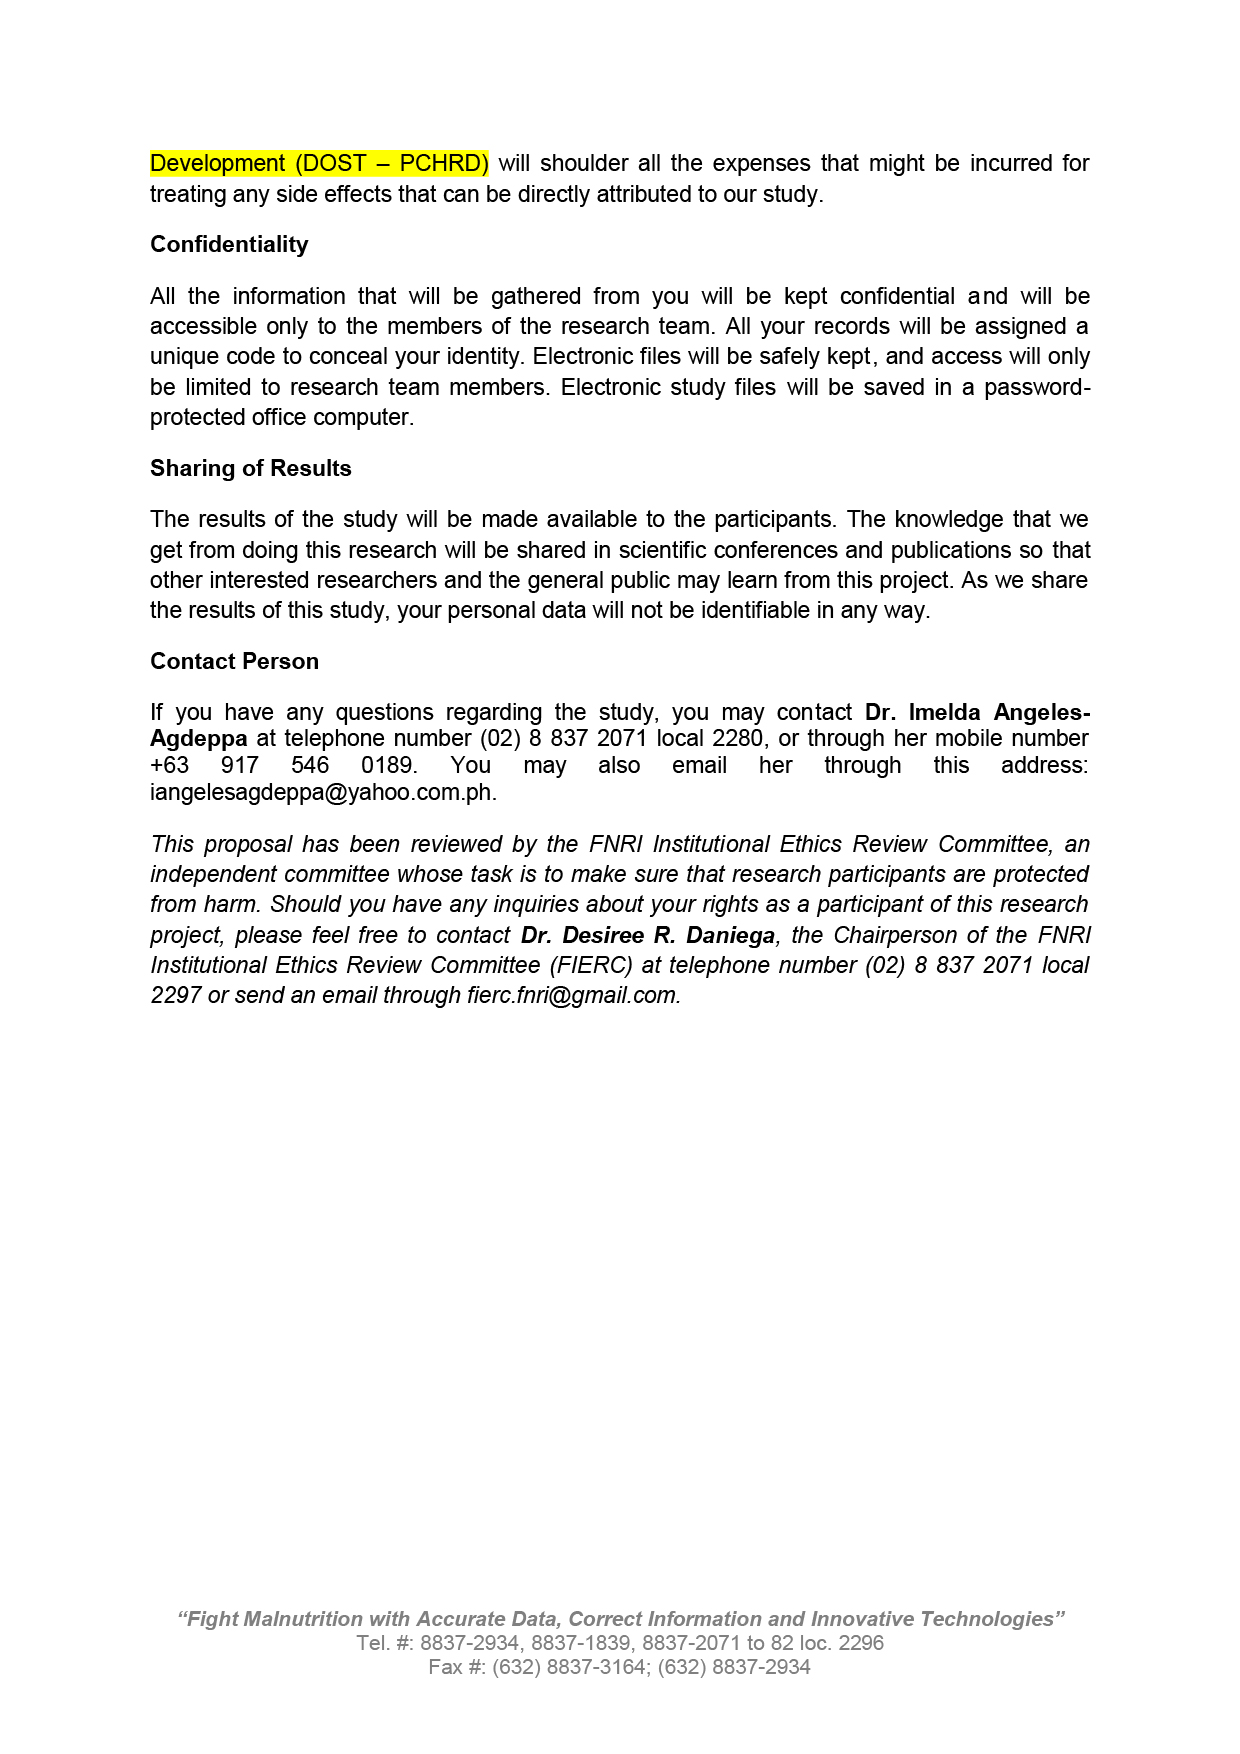 Development (DOST – PCHRD) will shoulder all the expenses that might be incurred for
treating any side effects that can be directly attributed to our study.
Confidentiality
All the information that will be gathered from you will be kept confidential and will be
accessible only to the members of the research team. All your records will be assigned a
unique code to conceal your identity. Electronic files will be safely kept, and access will only
be limited to research team members. Electronic study files will be saved in a password-
protected office computer.
Sharing of Results
The results of the study will be made available to the participants. The knowledge that we
get from doing this research will be shared in scientific conferences and publications so that
other interested researchers and the general public may learn from this project. As we share
the results of this study, your personal data will not be identifiable in any way.
Contact Person
If you have any questions regarding the study, you may contact Dr. Imelda Angeles-
Agdeppa at telephone number (02) 8 837 2071 local 2280, or through her mobile number
+63 917 546 0189. You may also email her through this address:
iangelesagdeppa@yahoo.com.ph.
This proposal has been reviewed by the FNRI Institutional Ethics Review Committee, an
independent committee whose task is to make sure that research participants are protected
from harm. Should you have any inquiries about your rights as a participant of this research
project, please feel free to contact Dr. Desiree R. Daniega, the Chairperson of the FNRI
Institutional Ethics Review Committee (FIERC) at telephone number (02) 8 837 2071 local
2297 or send an email through fierc.fnri@gmail.com.
“Fight Malnutrition with Accurate Data, Correct Information and Innovative Technologies”
Tel. #: 8837-2934, 8837-1839, 8837-2071 to 82 loc. 2296
Fax #: (632) 8837-3164; (632) 8837-2934